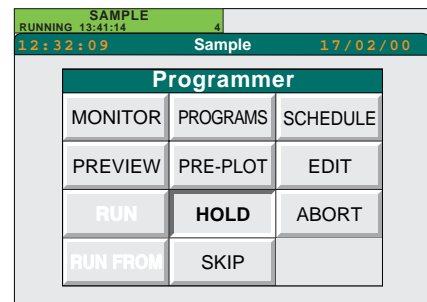 SAMPLE
RUNNING 13:41:14 4
12:32:09 Sample 17/02/00
Programmer
MONITOR PROGRAMS SCHEDULE
PREVIEW PRE-PLOT EDIT
RUN HOLD ABORT
RUN FROM SKIP